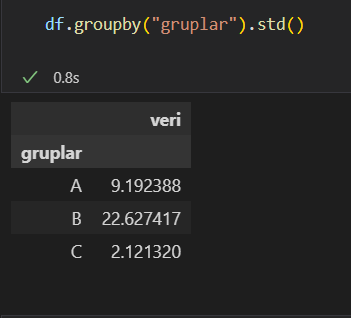 df.groupby("gruplar").std()
0.8s
veri
gruplar
A 9.192388
B 22.627417
C 2.121320